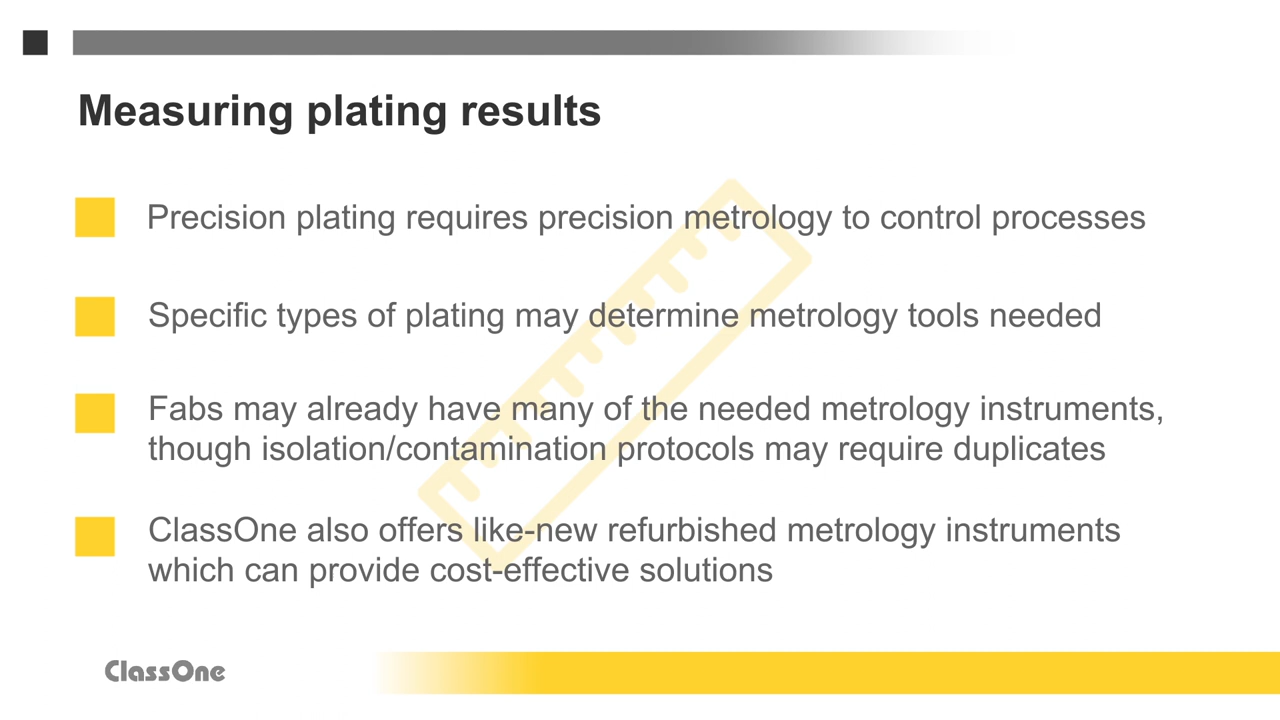 Measuring plating results
Precision plating requires precision metrology to control processes
Specific types of plating may determine metrology tools needed
Fabs may already have many of the needed metrology instruments,
though isolation/contamination protocols may require duplicates
ClassOne also offers like-new refurbished metrology instruments
which can provide cost-effective solutions
ClassOne